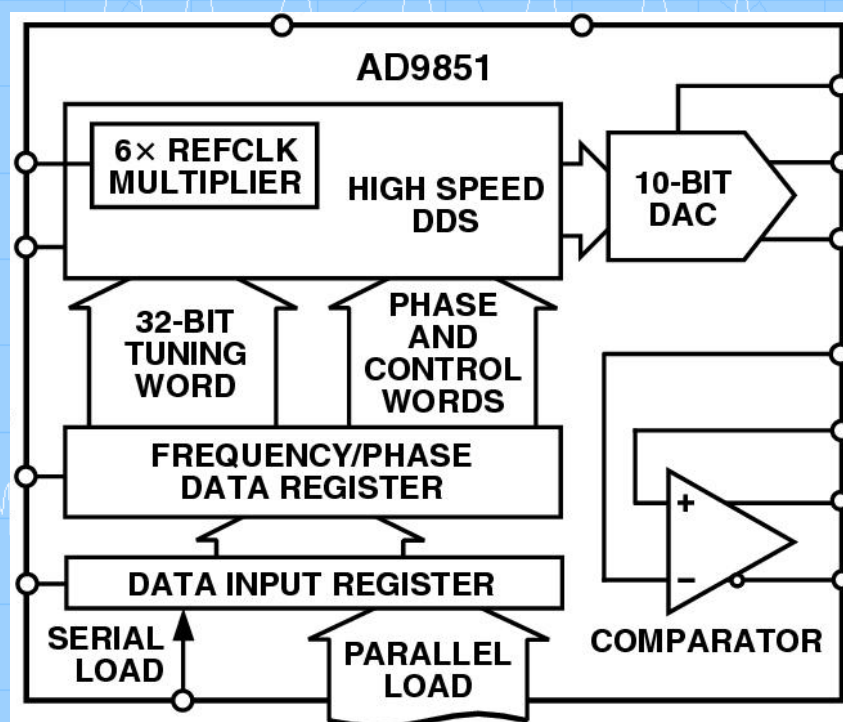 AD9851
6× REFCLK
MULTIPLIER
HIGH SPEED
DDS
10-BIT
DAC
32-BIT
TUNING
WORD
PHASE
AND
CONTROL
WORDS
FREQUENCY/PHASE
DATA REGISTER
+
−
DATA INPUT REGISTER
COMPARATOR
SERIAL
LOAD
PARALLEL
LOAD